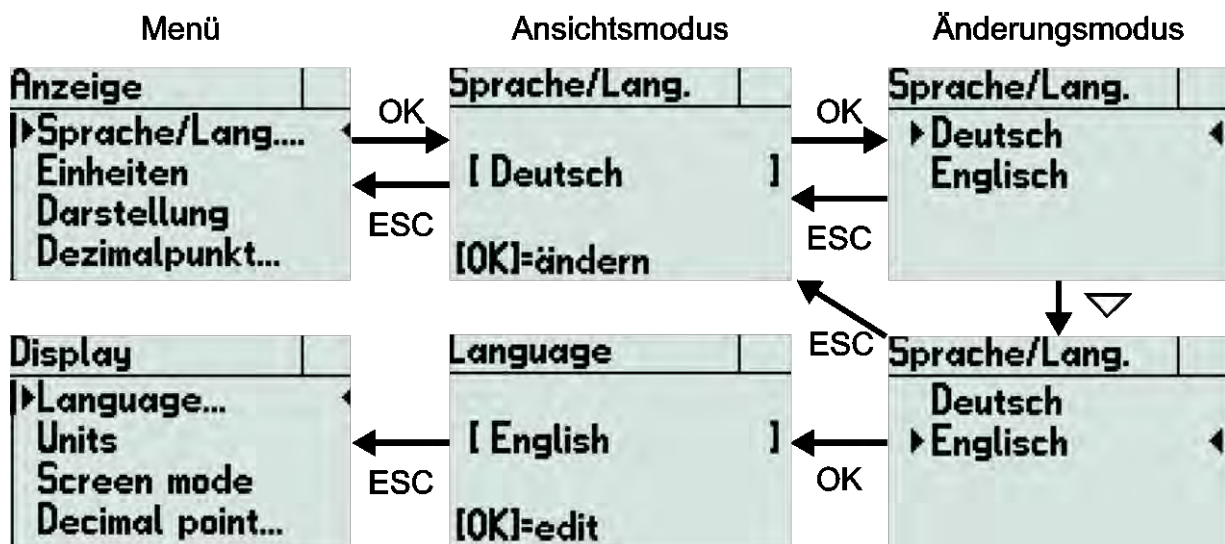 Menü
Ansichtsmodus
Änderungsmodus
Anzeige
Sprache/Lang....
Einheiten
Darstellung
Dezimalpunkt...
OK
ESC
Sprache/Lang.
[ Deutsch ]
[OK]=ändern
OK
ESC
Sprache/Lang.
Deutsch
Englisch
ESC
Display
Language...
Units
Screen mode
Decimal point...
ESC
Language
[ English ]
[OK]=edit
OK
Sprache/Lang.
Deutsch
Englisch